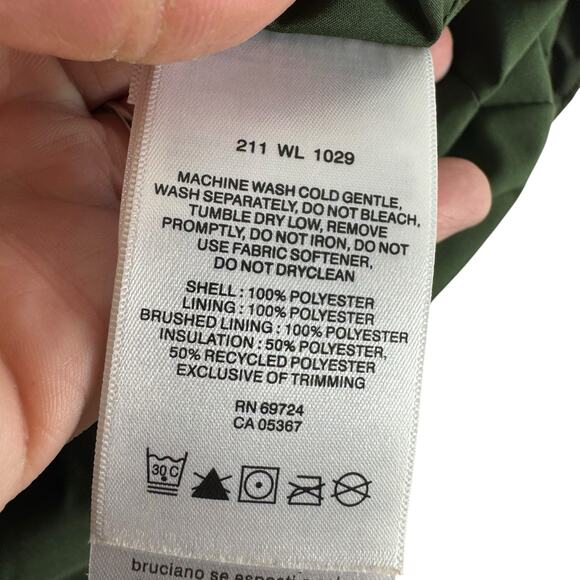 211 WL 1029
MACHINE WASH COLD GENTLE,
WASH SEPARATELY, DO NOT BLEACH,
TUMBLE DRY LOW, REMOVE
PROMPTLY, DO NOT IRON, DO NOT
USE FABRIC SOFTENER,
DO NOT DRYCLEAN
SHELL : 100% POLYESTER
LINING : 100% POLYESTER
BRUSHED LINING : 100% POLYESTER
INSULATION : 50% POLYESTER,
50% RECYCLED POLYESTER
EXCLUSIVE OF TRIMMING
RN 69724
CA 05367
30 C
bruciano se